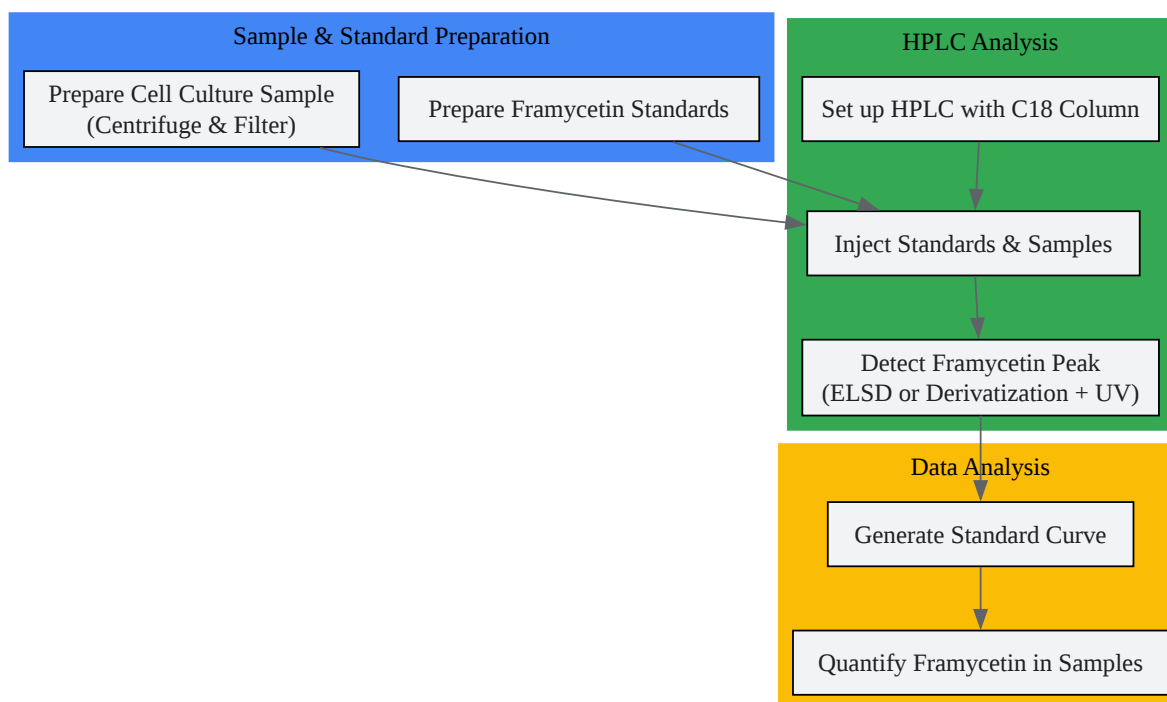 Sample & Standard Preparation
Prepare Cell Culture Sample
(Centrifuge & Filter)
Prepare Framycetin Standards
HPLC Analysis
Set up HPLC with C18 Column
Inject Standards & Samples
Detect Framycetin Peak
(ELSD or Derivatization + UV)
Data Analysis
Generate Standard Curve
Quantify Framycetin in Samples